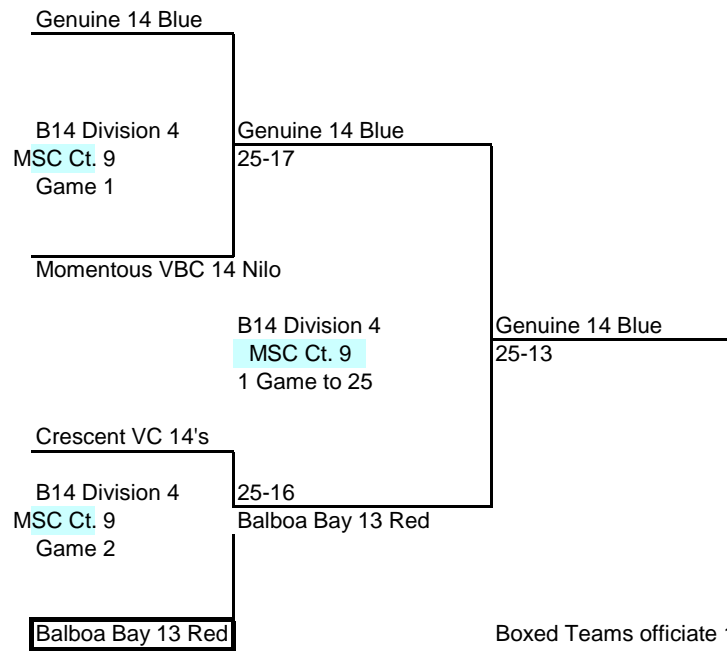 Genuine 14 Blue
B14 Division 4
MSC Ct. 9
Game 1
Genuine 14 Blue
25-17
Momentous VBC 14 Nilo
B14 Division 4
MSC Ct. 9
1 Game to 25
Genuine 14 Blue
25-13
Crescent VC 14's
B14 Division 4
MSC Ct. 9
Game 2
25-16
Balboa Bay 13 Red
Balboa Bay 13 Red
Boxed Teams officiate